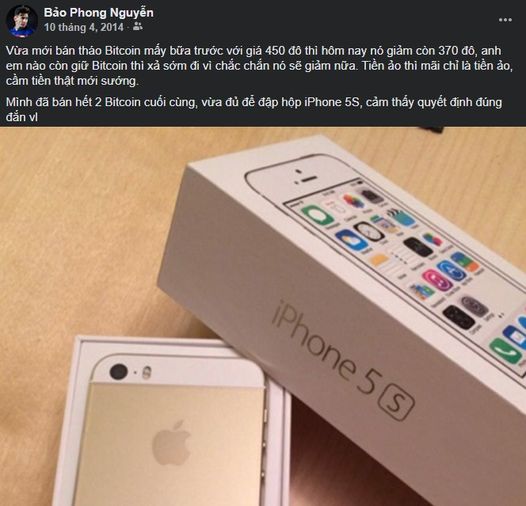 Bảo Phong Nguyễn
10 tháng 4, 2014 ·
Vừa mới bán tháo Bitcoin mấy bữa trước với giá 450 đô thì hôm nay nó giảm còn 370 đô, anh
em nào còn giữ Bitcoin thì xả sớm đi vì chắc chắn nó sẽ giảm nữa. Tiền ảo thì mãi chỉ là tiền ảo,
cầm tiền thật mới sướng.
Mình đã bán hết 2 Bitcoin cuối cùng, vừa đủ để đập hộp iPhone 5S, cảm thấy quyết định đúng
đắn vl
iPhone 5 S